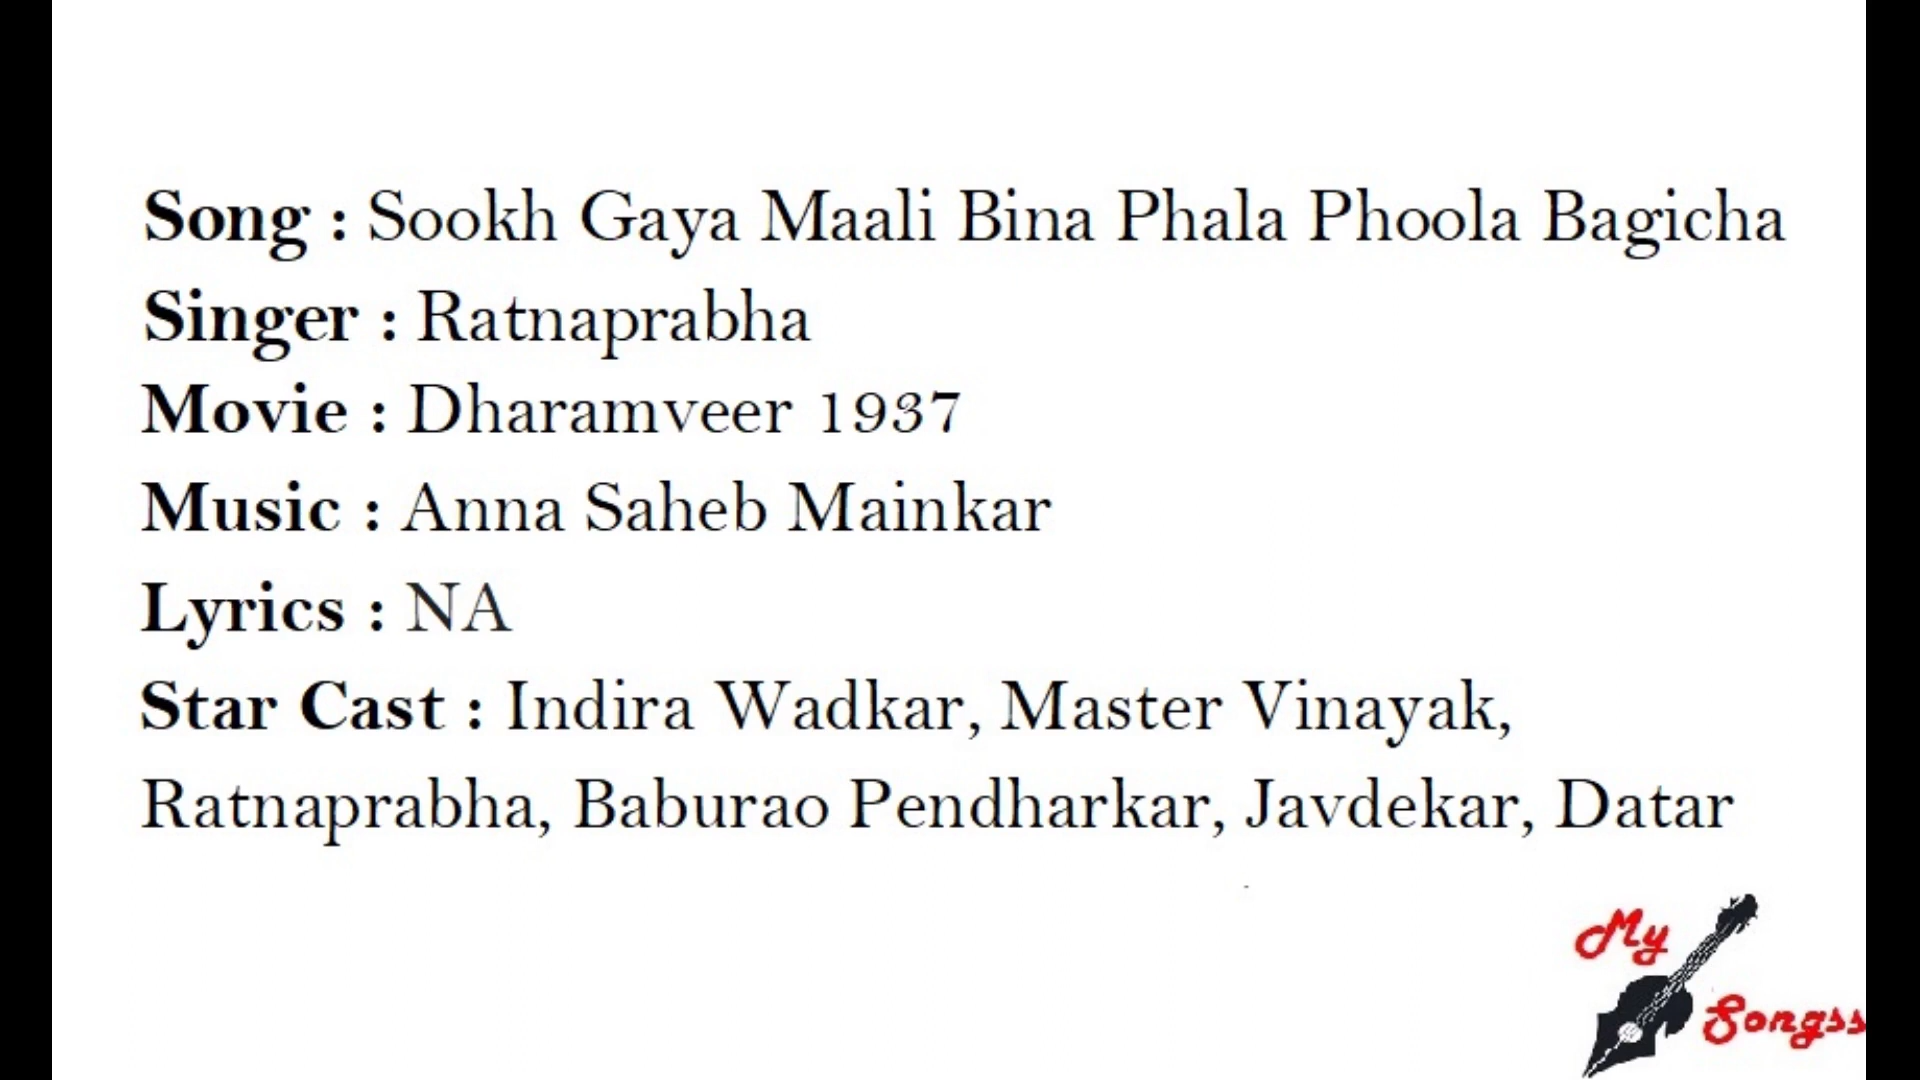 Song : Sookh Gaya Maali Bina Phala Phoola Bagicha
Singer : Ratnaprabha
Movie : Dharamveer 1937
Music : Anna Saheb Mainkar
Lyrics : NA
Star Cast : Indira Wadkar, Master Vinayak,
Ratnaprabha, Baburao Pendharkar, Javdekar, Datar
My
Songss